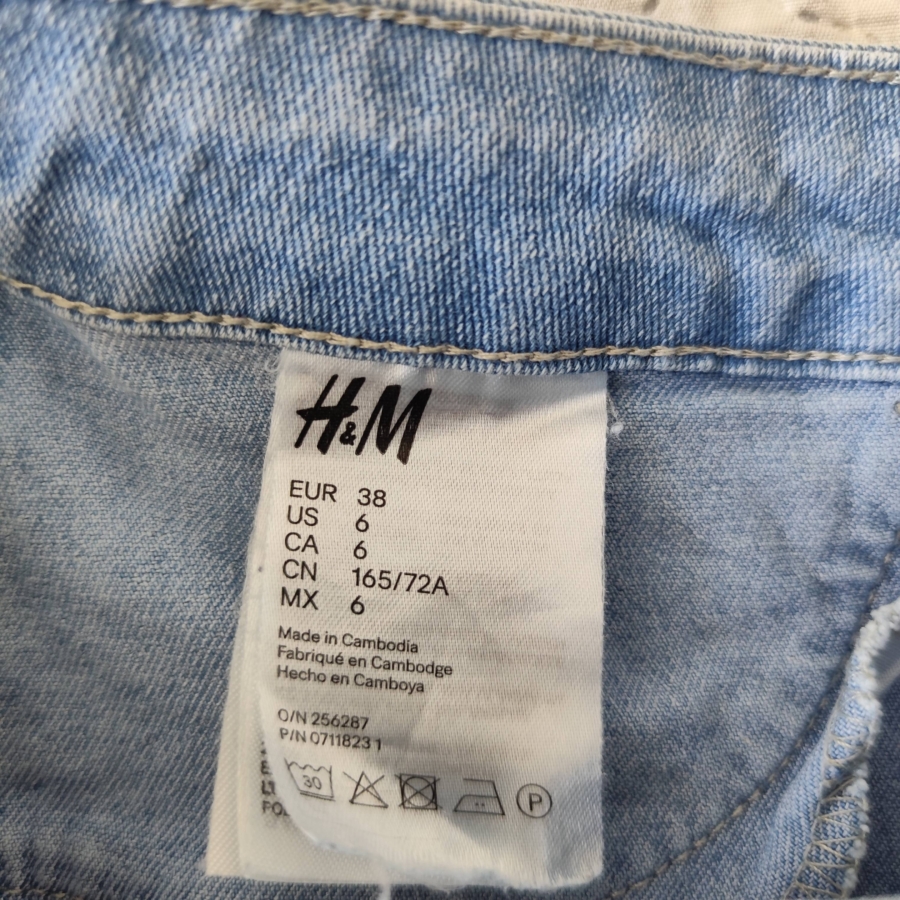 H&M
EUR 38
US 6
CA 6
CN 165/72A
MX 6
Made in Cambodia
Fabriqué en Cambodge
Hecho en Camboya
O/N 256287
P/N 0711823 1
30
P